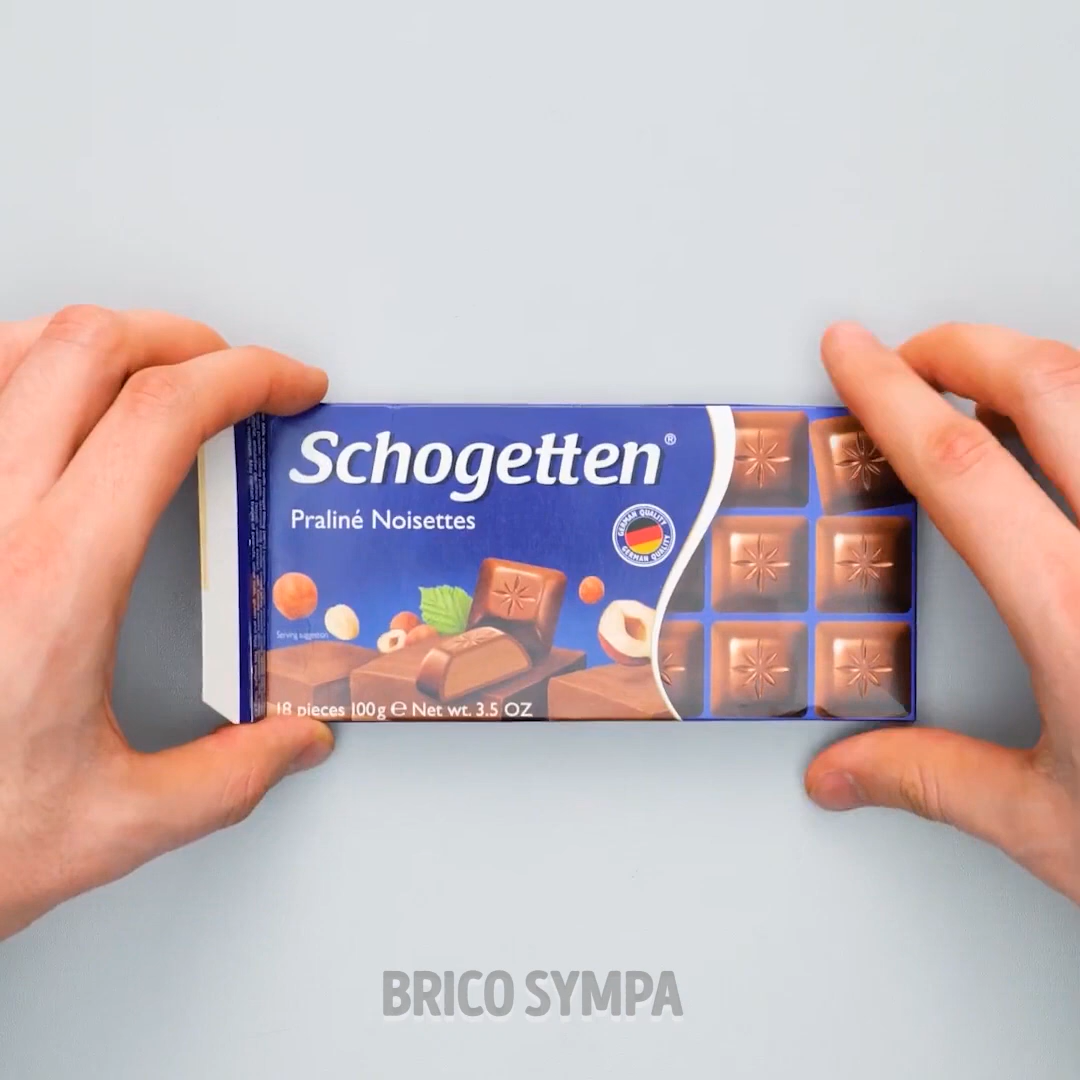 Schogetten®
Praliné Noisettes
GERMAN QUALITY
GERMAN QUALITY
Serving suggestion
18 pieces 100g e Net wt. 3.5 OZ
BRICO SYMPA